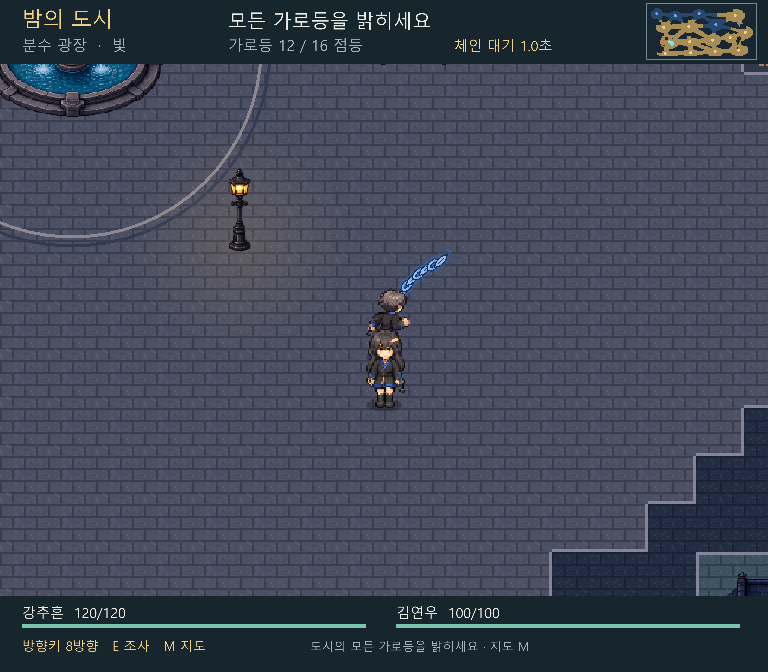 밤의 도시
모든 가로등을 밝히세요
분수 광장 · 빛
가로등 12 / 16 점등
체인 대기 1.0초
강추흔 120/120
김연우 100/100
방향키 8방향 E 조사 M 지도
도시의 모든 가로등을 밝히세요 · 지도 M